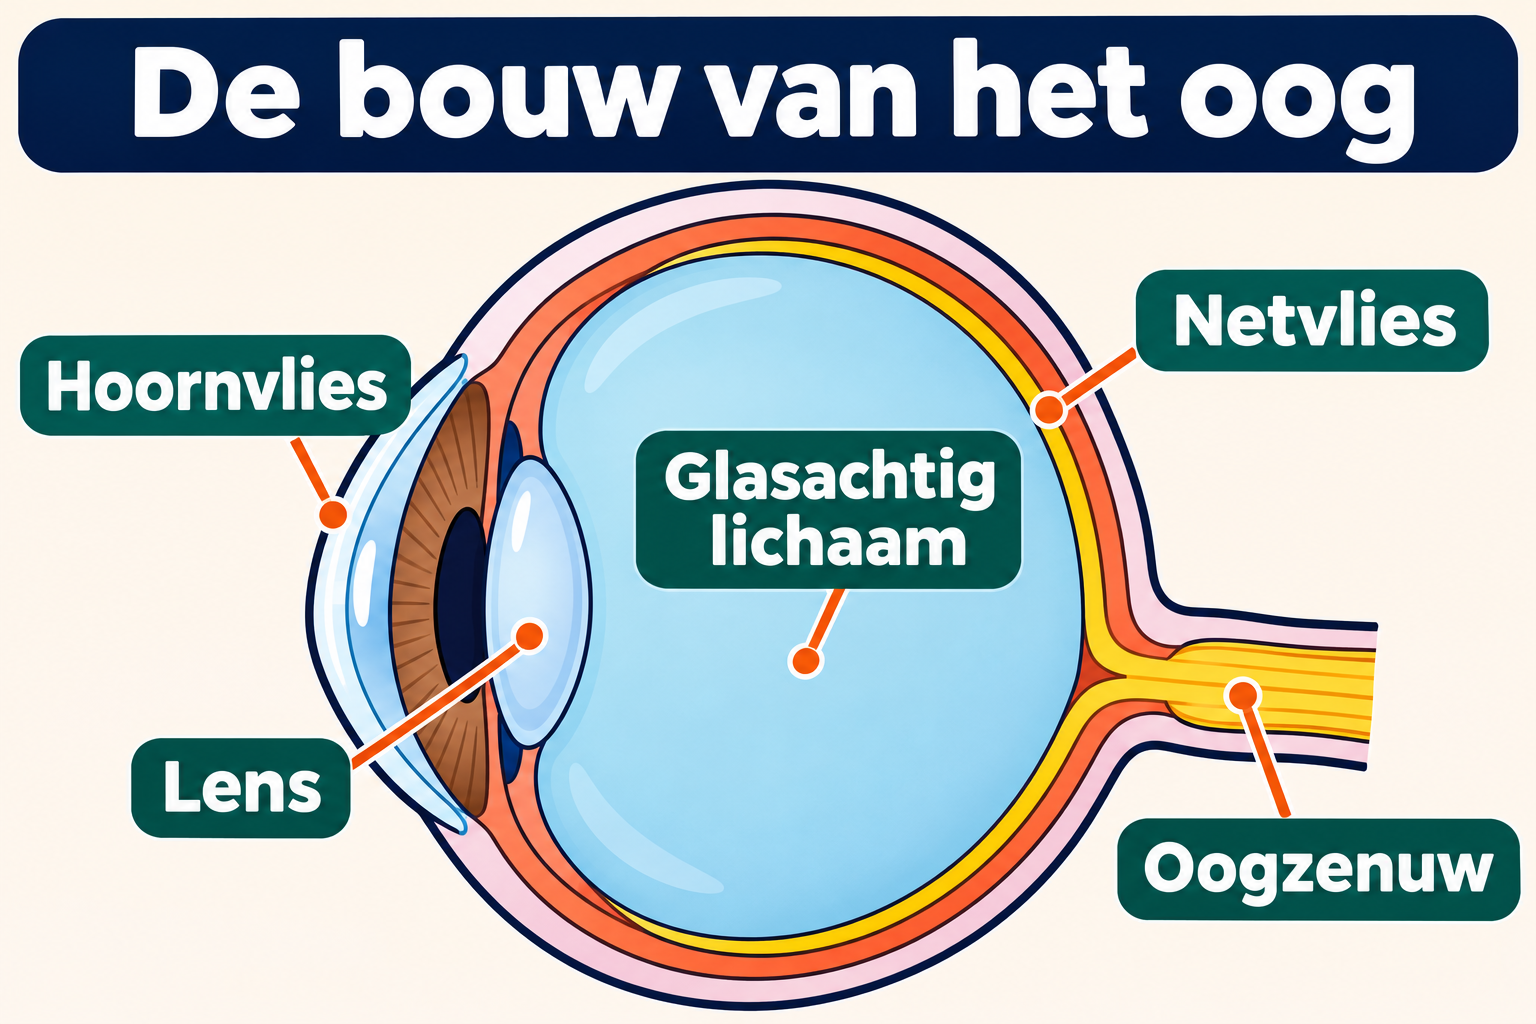 De bouw van het oog
Netvlies
Hoornvlies
Glasachtig
lichaam
Lens
Oogzenuw